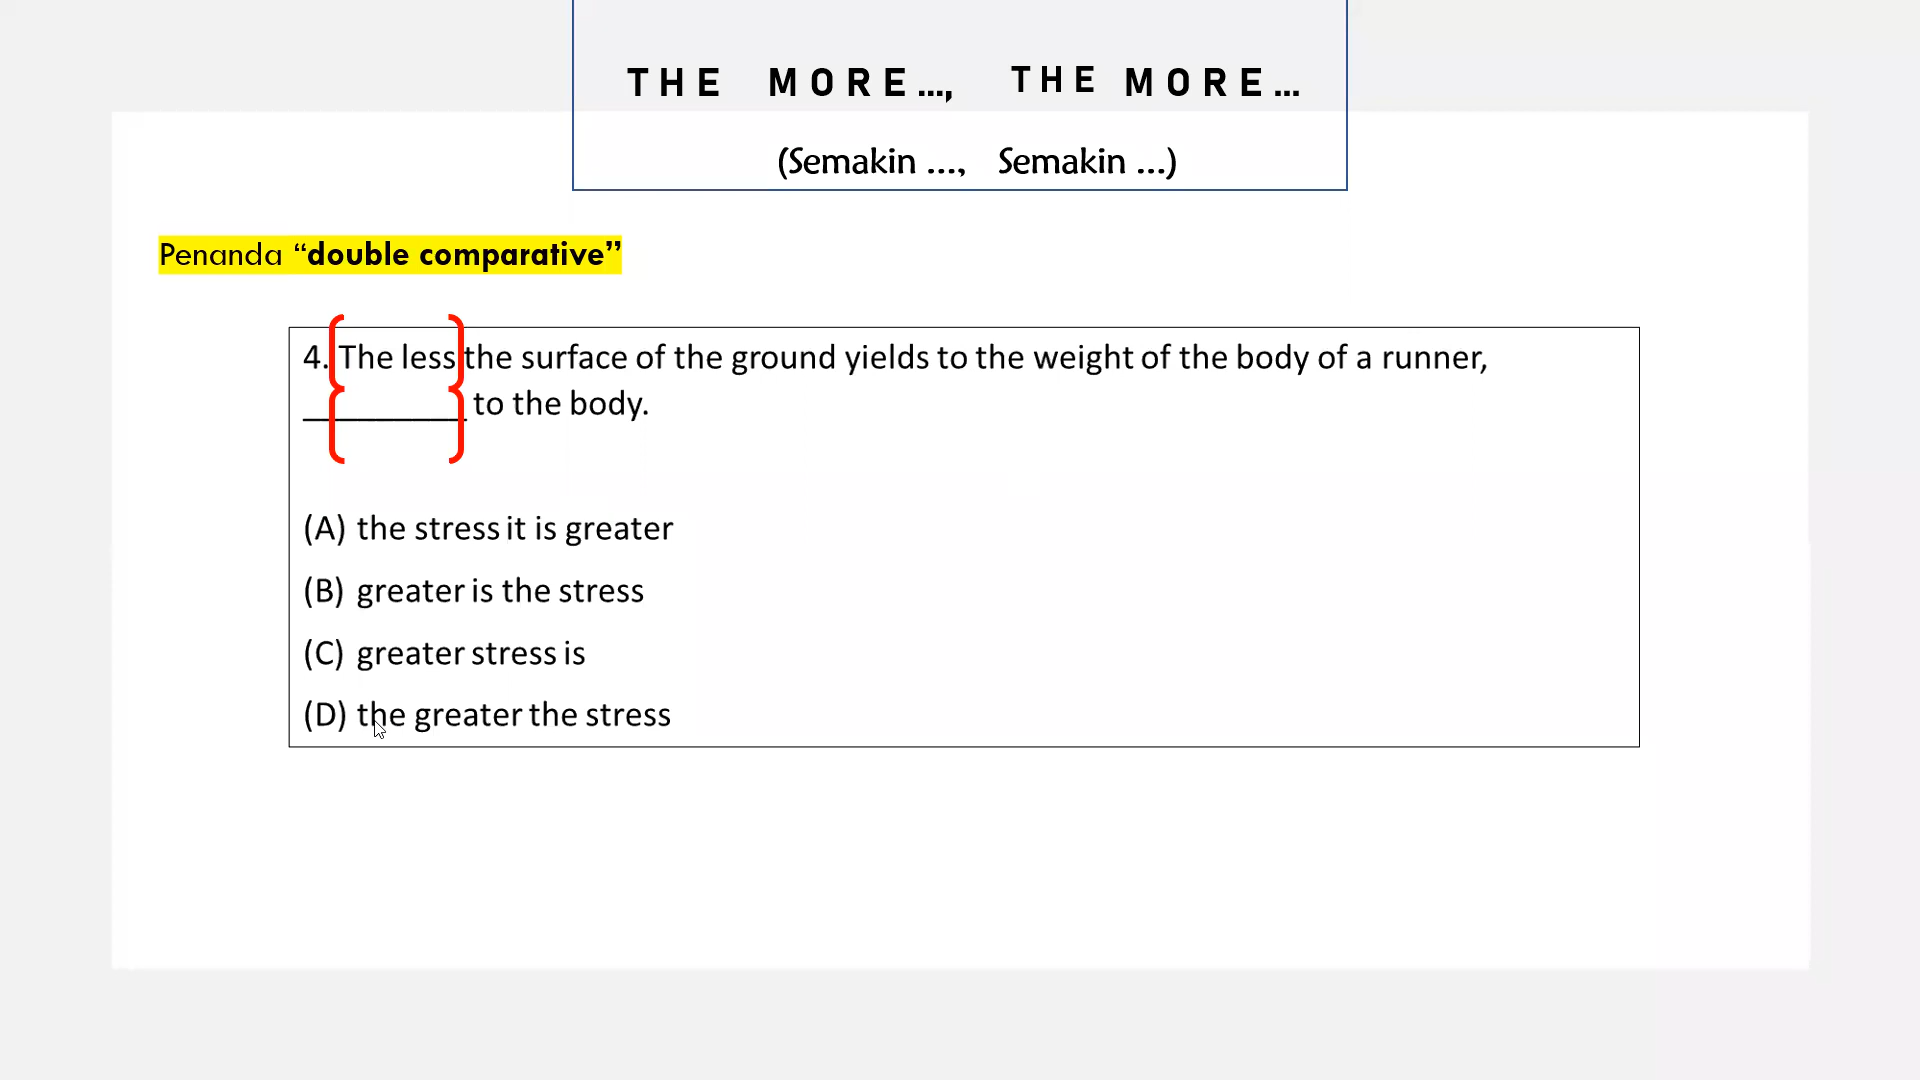 THE MORE..., THE MORE...
(Semakin ..., Semakin ...)
Penanda “double comparative”
4. The less the surface of the ground yields to the weight of the body of a runner,
__________ to the body.
(A) the stress it is greater
(B) greater is the stress
(C) greater stress is
(D) the greater the stress